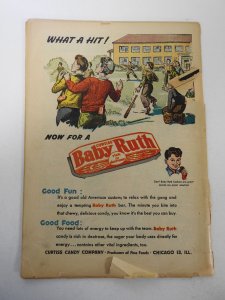 WHAT A HIT!
NOW FOR A
CURTISS
Baby Ruth
Good Fun :
It's a good old American custom, to relax with the gang and
enjoy a tempting Baby Ruth bar. The minute you bite into
that chewy, delicious candy, you know it's the best you can buy.
Good Food:
You need lots of energy to keep up with the team. Baby Ruth
candy is rich in dextrose, the sugar your body uses directly for
energy... contains other vital ingredients, too.
CURTISS CANDY COMPANY • Producers of Fine Foods • CHICAGO 13, ILL.